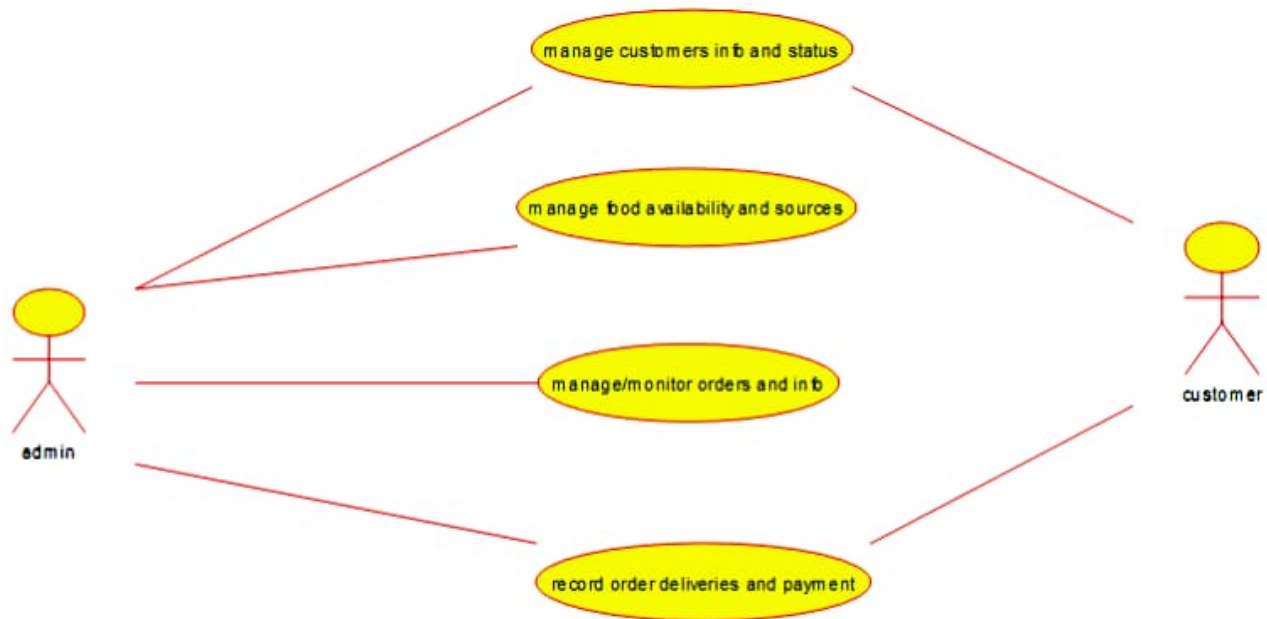 manage customers info and status
manage food availability and sources
manage/monitor orders and info
customer
admin
record order deliveries and payment